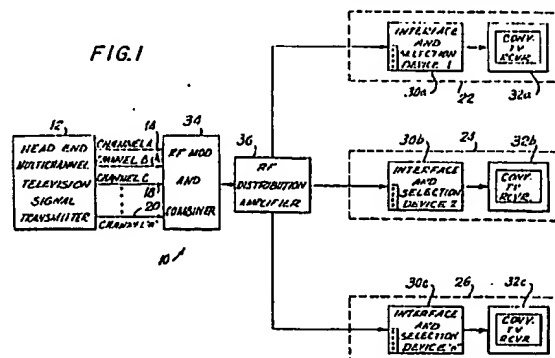 FIG.1
12
HEAD END
MULTICHANNEL
TELEVISION
SIGNAL
TRANSMITTER
CHANNEL A
14
CHANNEL B
CHANNEL C
18
20
CHANNEL "n"
10
34
RF MOD
AND
COMBINER
36
RF
DISTRIBUTION
AMPLIFIER
INTERFACE
AND
SELECTION
DEVICE 1
30a
CONV.
TV
RCVR.
32a
22
30b
INTERFACE
AND
SELECTION
DEVICE 2
23
32b
CONV.
TV
RCVR.
30c
INTERFACE
AND
SELECTION
DEVICE "n"
26
32c
CONV.
TV
RCVR